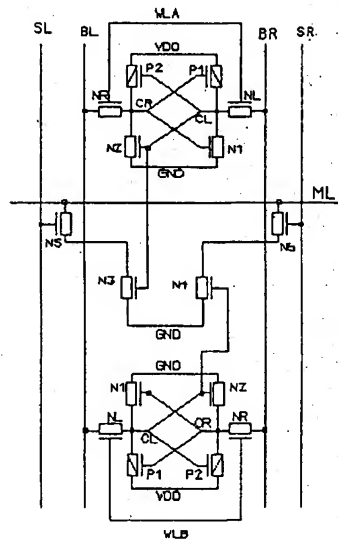 WLA
SL BL BR SR
VDD
P2 P1
NR CR CL NL
N2 N1
GND
ML
N5 N6
N3 N4
GND
GND
N1 N2
NL CL CR NR
P1 P2
VDD
WLB